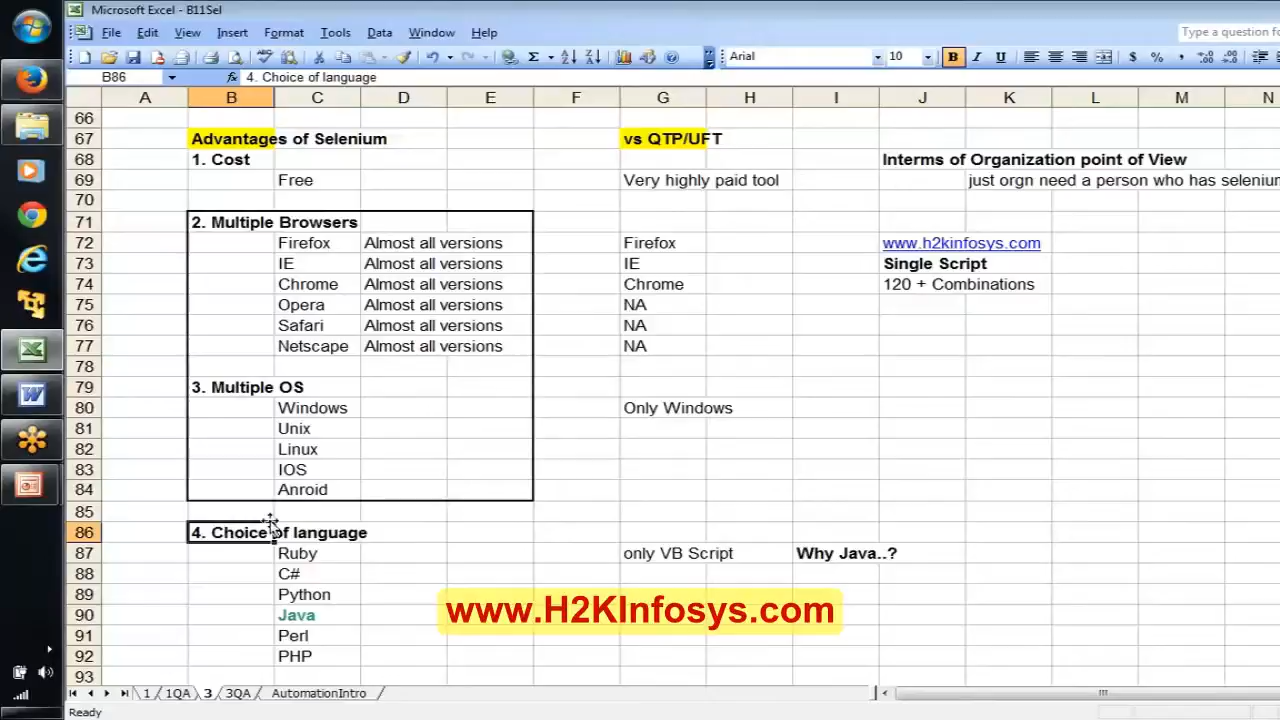 Microsoft Excel - B11Sel
File Edit View Insert Format Tools Data Window Help
Type a question fo
Arial 10 B I U $ % ,
B86 fx 4. Choice of language
A B C D E F G H I J K L M N
66
67 Advantages of Selenium vs QTP/UFT
68 1. Cost Interms of Organization point of View
69 Free Very highly paid tool just orgn need a person who has selenium
70
71 2. Multiple Browsers
72 Firefox Almost all versions Firefox www.h2kinfosys.com
73 IE Almost all versions IE Single Script
74 Chrome Almost all versions Chrome 120 + Combinations
75 Opera Almost all versions NA
76 Safari Almost all versions NA
77 Netscape Almost all versions NA
78
79 3. Multiple OS
80 Windows Only Windows
81 Unix
82 Linux
83 IOS
84 Anroid
85
86 4. Choice of language
87 Ruby only VB Script Why Java..?
88 C#
89 Python
90 Java
91 Perl
92 PHP
93
www.H2KInfosys.com
1 1QA 3 3QA AutomationIntro
Ready